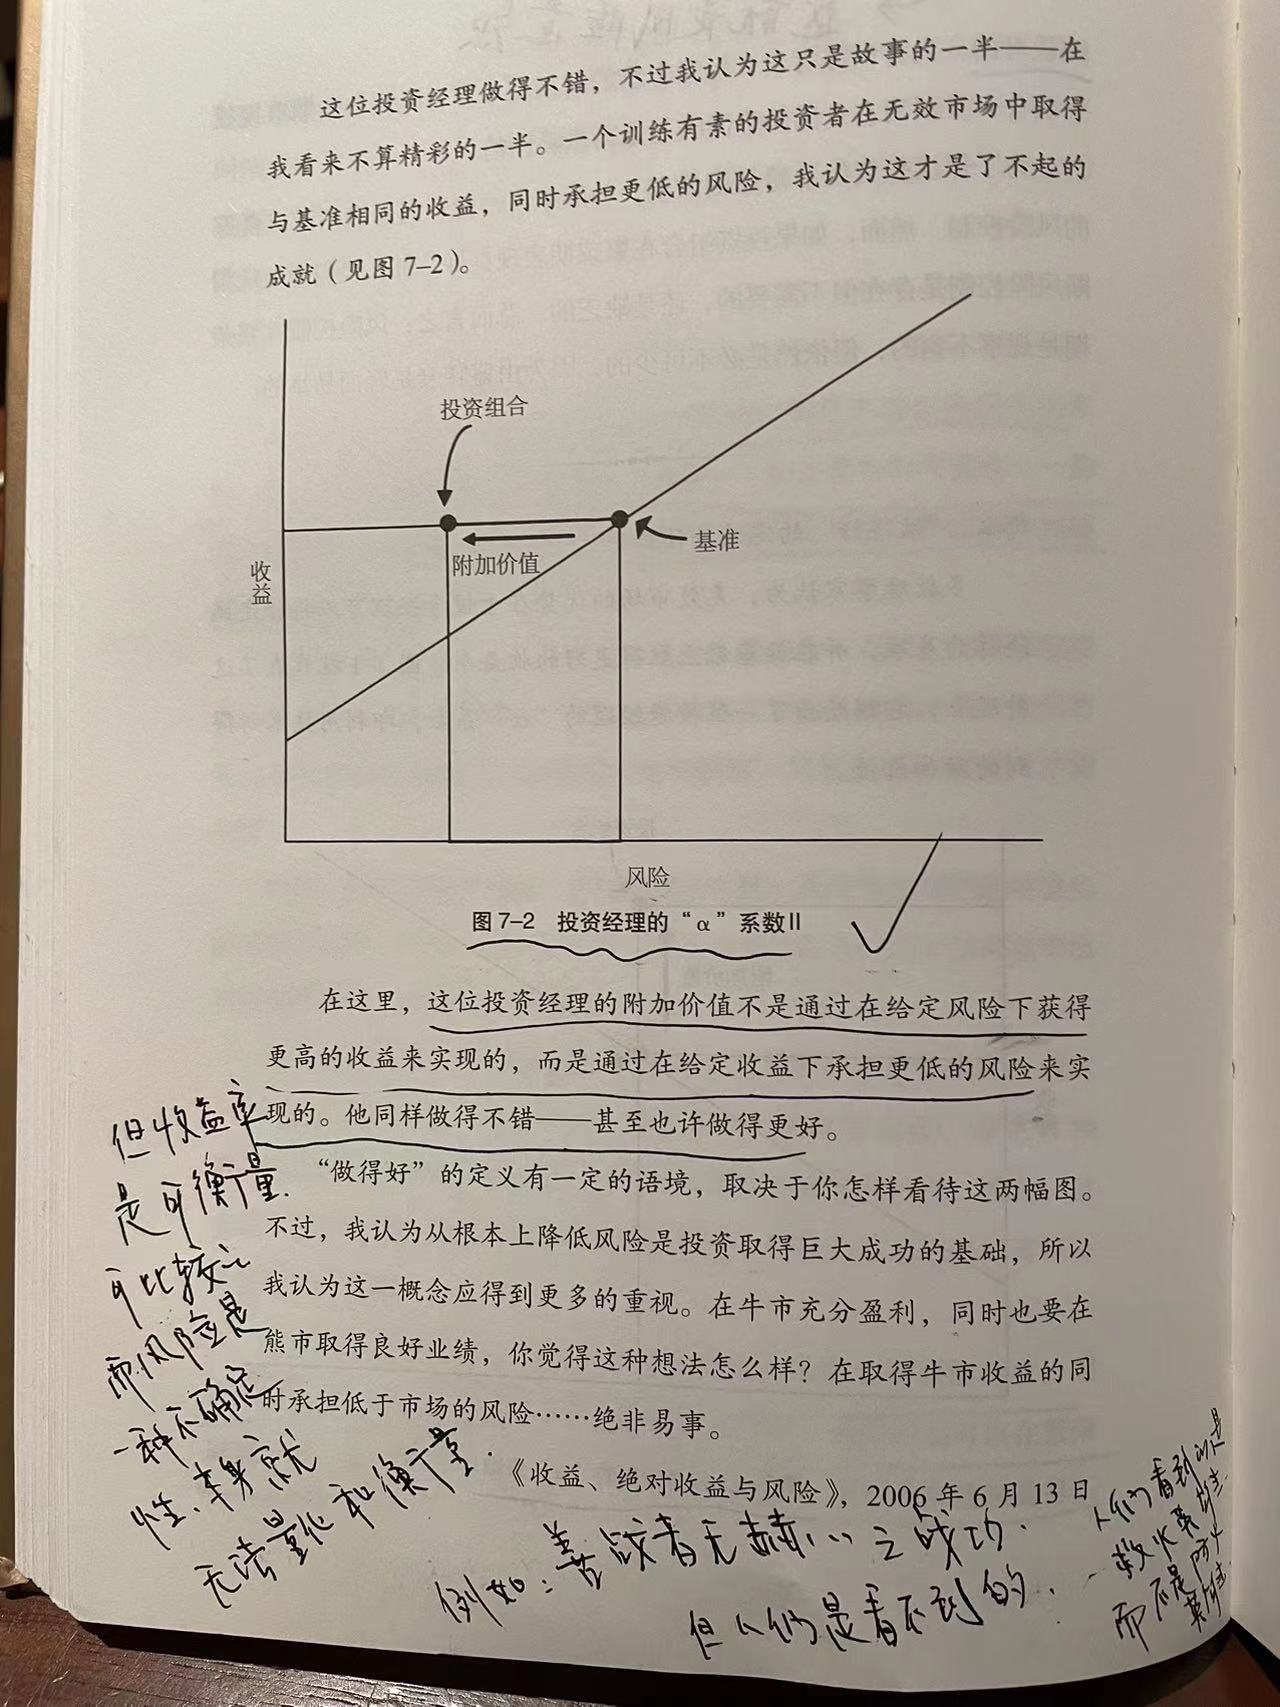 这位投资经理做得不错，不过我认为这只是故事的一半——在
我看来不算精彩的一半。一个训练有素的投资者在无效市场中取得
与基准相同的收益，同时承担更低的风险，我认为这才是了不起的
成就（见图7-2）。
投资组合
基准
附加价值
收益
风险
图7-2 投资经理的“α”系数II
在这里，这位投资经理的附加价值不是通过在给定风险下获得
更高的收益来实现的，而是通过在给定收益下承担更低的风险来实
现的。他同样做得不错——甚至也许做得更好。
“做得好”的定义有一定的语境，取决于你怎样看待这两幅图。
不过，我认为从根本上降低风险是投资取得巨大成功的基础，所以
我认为这一概念应得到更多的重视。在牛市充分盈利，同时也要在
熊市取得良好业绩，你觉得这种想法怎么样？在取得牛市收益的同
时承担低于市场的风险……绝非易事。
《收益、绝对收益与风险》，2006年6月13日
但收益率
是可衡量、
可比较之
而风险是
一种不确定
性、本身就
无法量化和衡量.
例如：善战者无赫心之战功.
但人们是看不到的.
人们看到的是
救火英雄
而不是防火
英雄